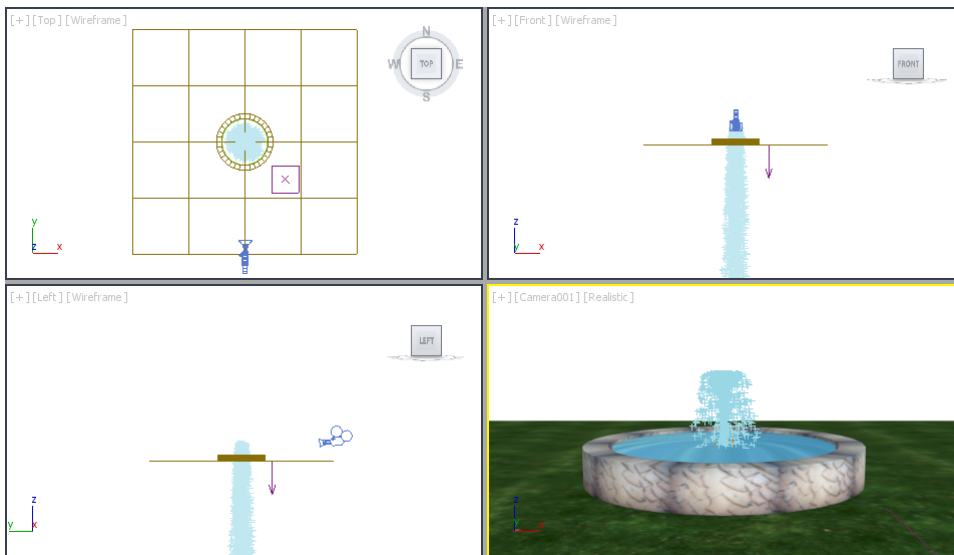 [+] [Top] [Wireframe]
N
W TOP E
S
y
z x
[+] [Front] [Wireframe]
FRONT
z
y x
[+] [Left] [Wireframe]
LEFT
z
y x
[+] [Camera001] [Realistic]
z
y x